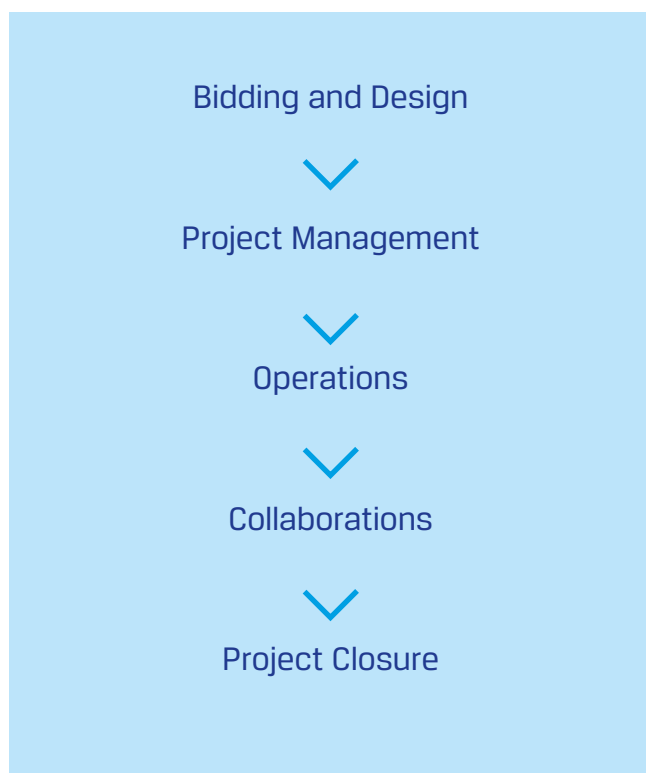 Bidding and Design
Project Management
Operations
Collaborations
Project Closure